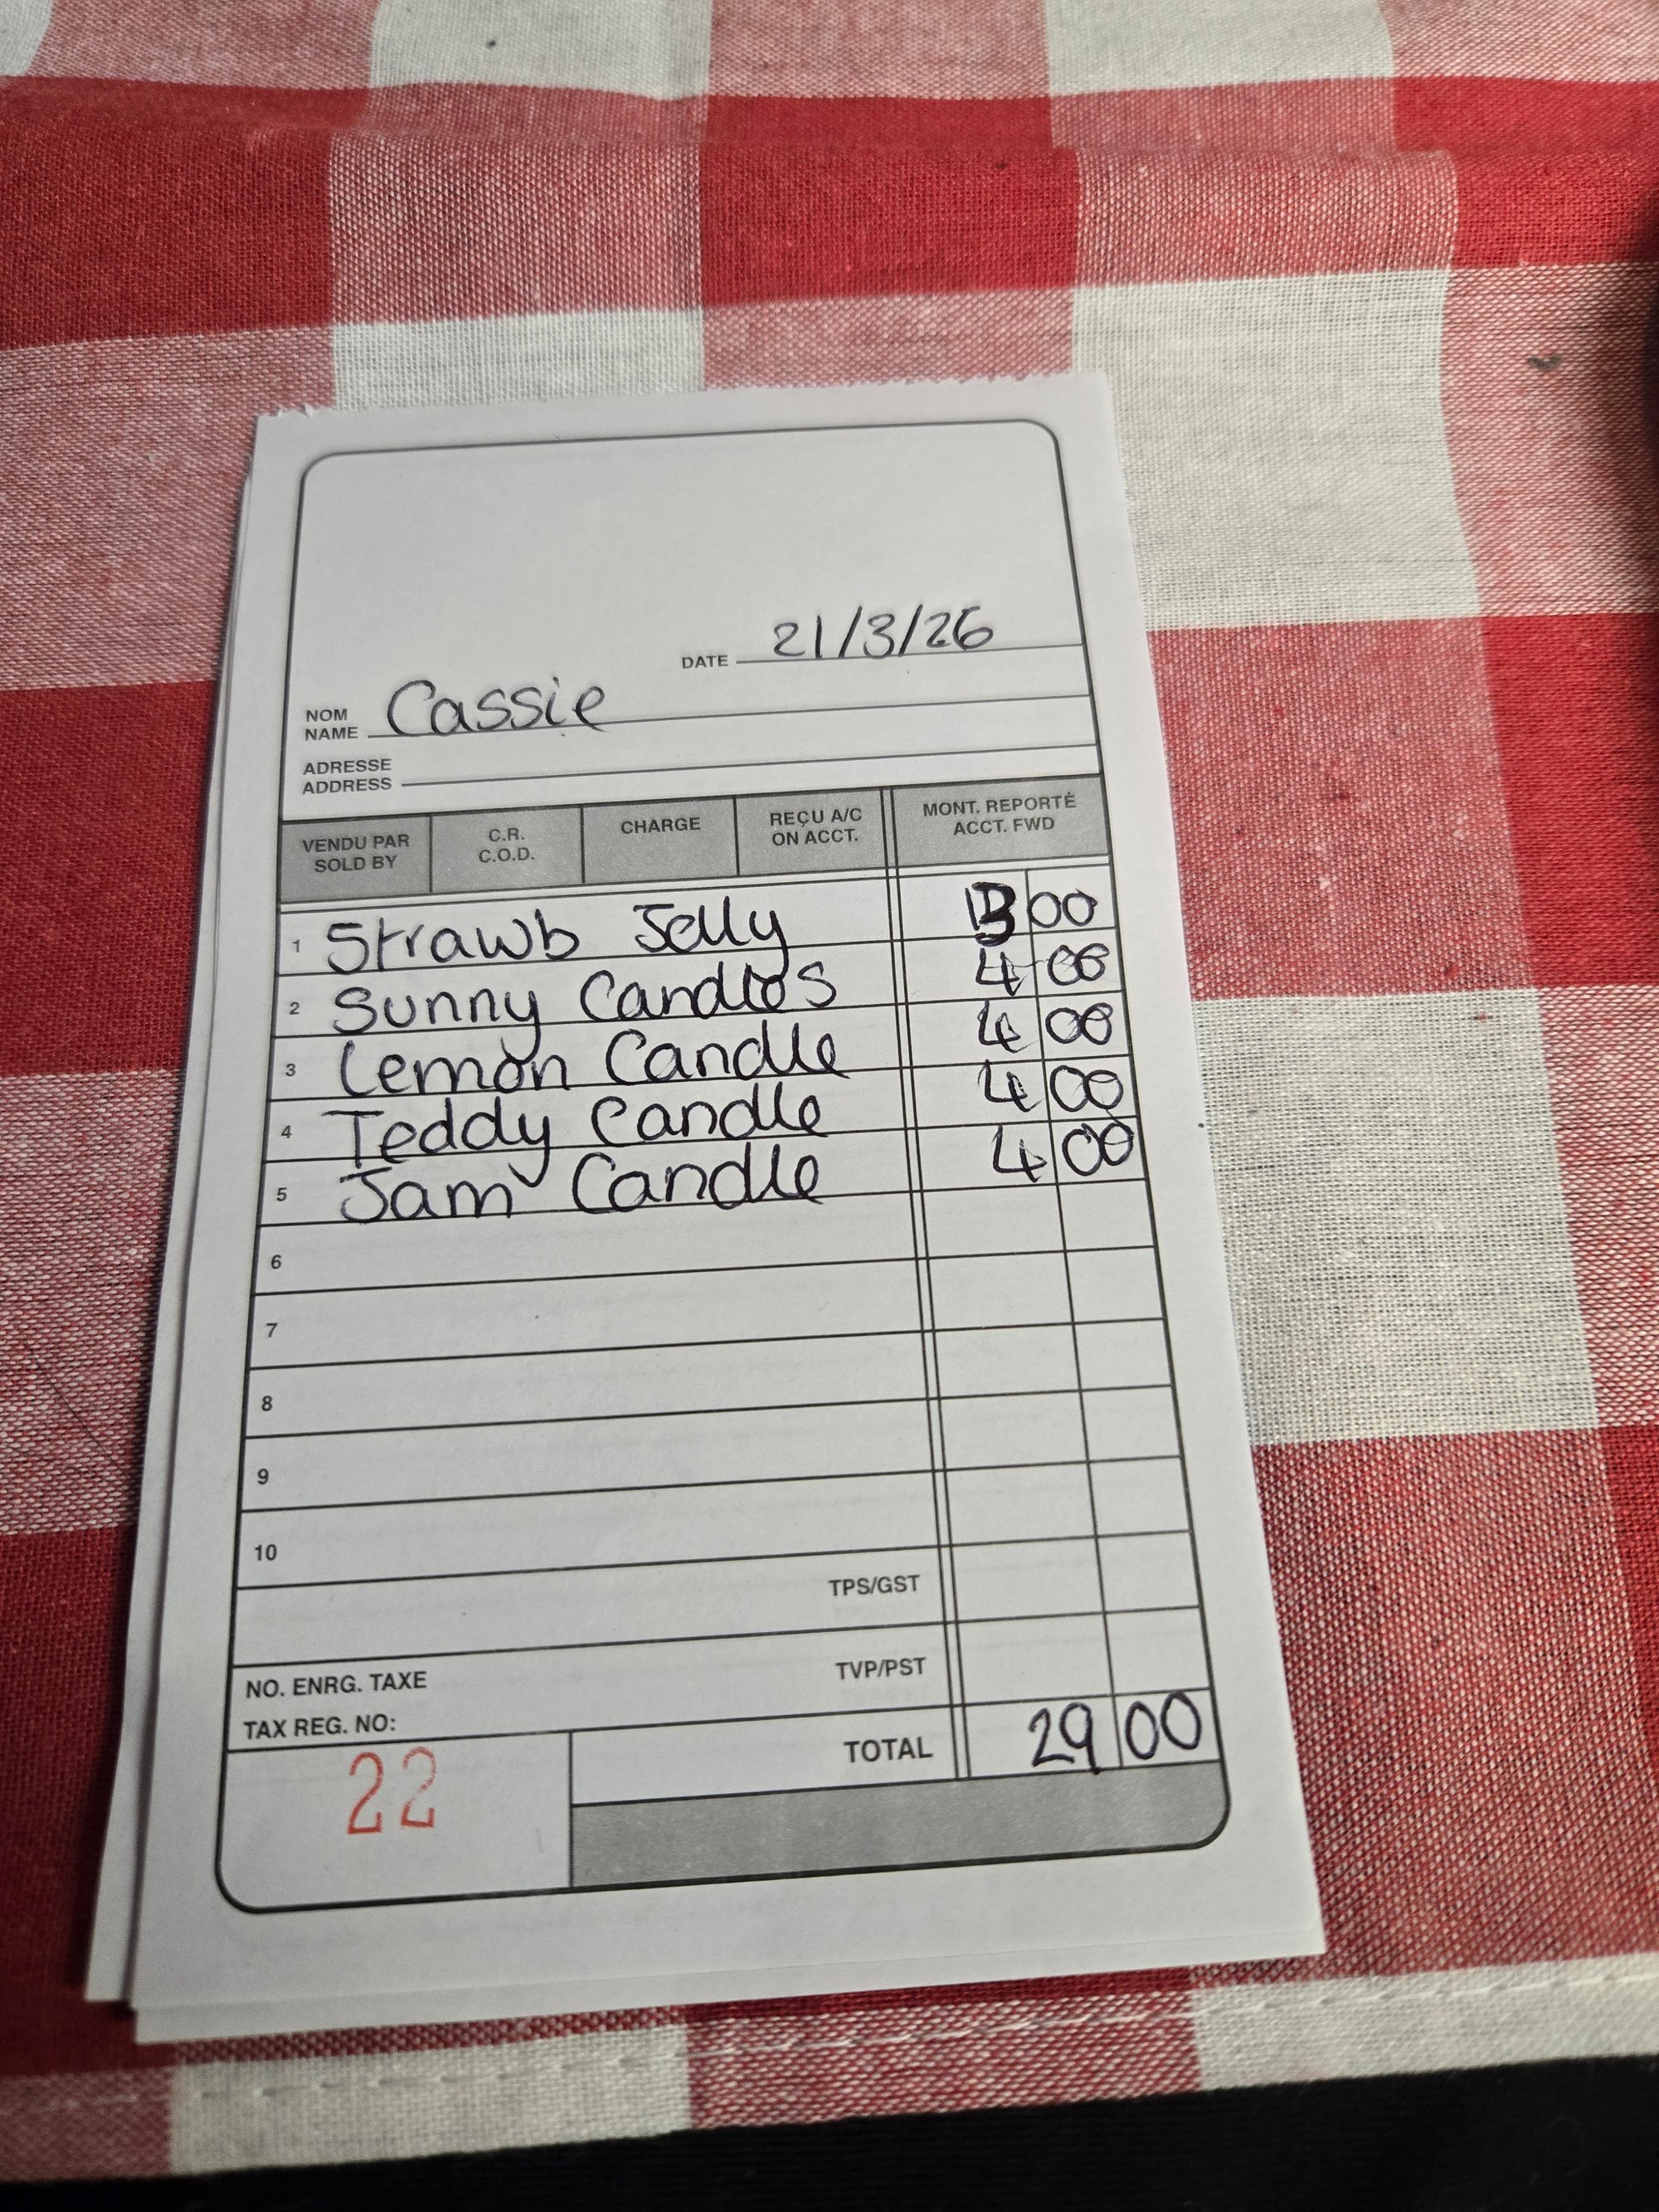 DATE 21/3/26
NOM
NAME Cassie
ADRESSE
ADDRESS
VENDU PAR
SOLD BY
C.R.
C.O.D.
CHARGE
REÇU A/C
ON ACCT.
MONT. REPORTÉ
ACCT. FWD
1 Strawb Jelly 13 00
2 Sunny Candles 4 00
3 Lemon Candle 4 00
4 Teddy Candle 4 00
5 Jam Candle 4 00
6
7
8
9
10
TPS/GST
NO. ENRG. TAXE TVP/PST
TAX REG. NO:
TOTAL 29 00
22